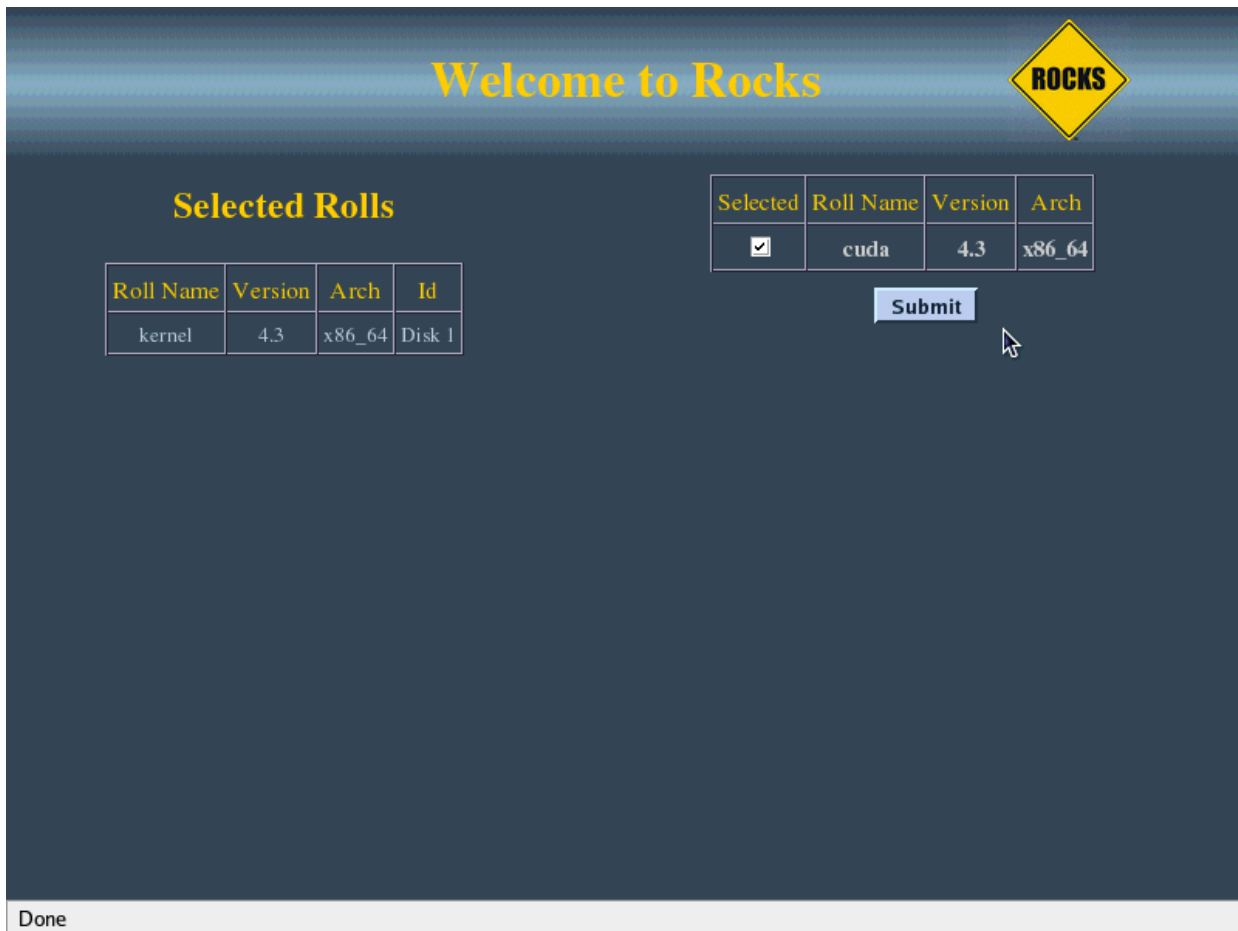 Welcome to Rocks
ROCKS
Selected Rolls
Roll Name Version Arch Id
kernel 4.3 x86_64 Disk 1
Selected Roll Name Version Arch
cuda 4.3 x86_64
Submit
Done